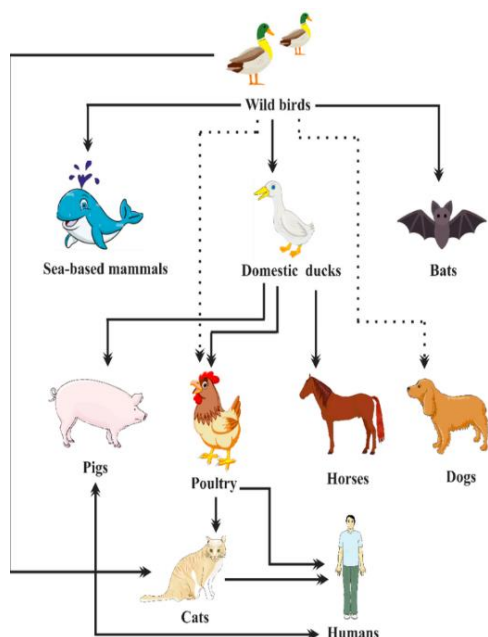 Wild birds
Sea-based mammals
Domestic ducks
Bats
Pigs
Poultry
Horses
Dogs
Cats
Humans